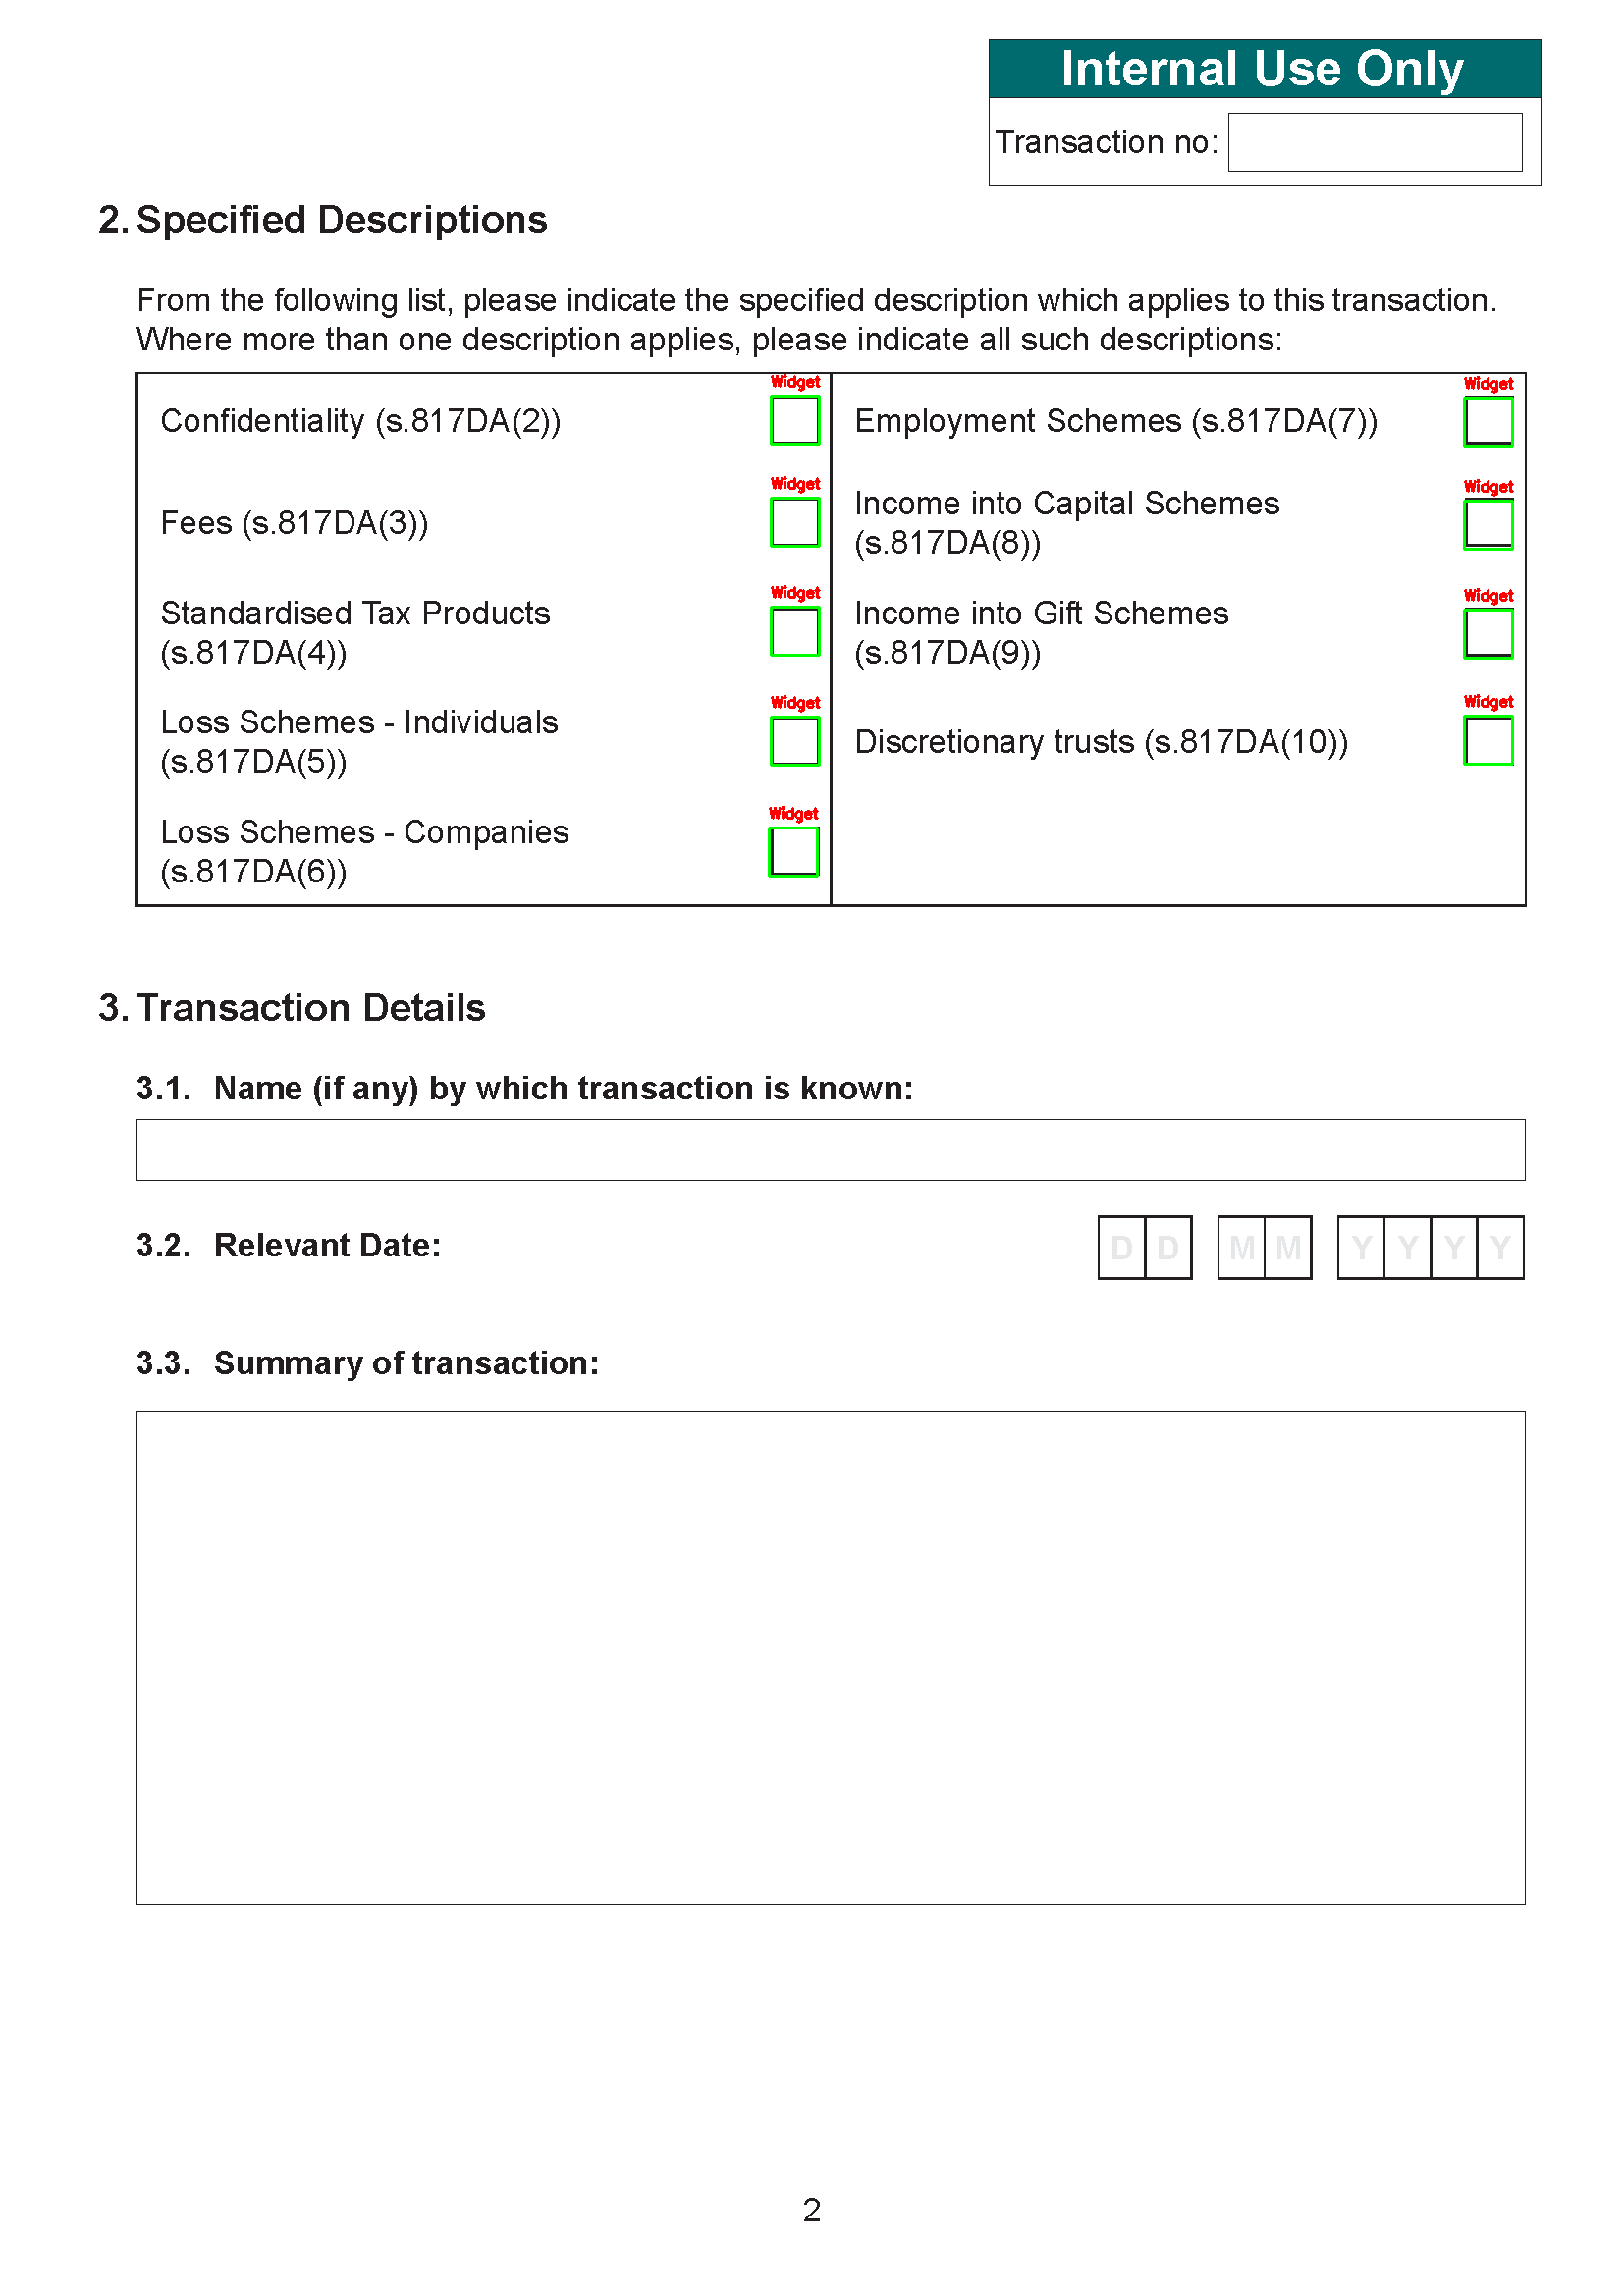 Internal Use Only
Transaction no:
2. Specified Descriptions
From the following list, please indicate the specified description which applies to this transaction.
Where more than one description applies, please indicate all such descriptions:
Widget
Confidentiality (s.817DA(2))
Widget
Fees (s.817DA(3))
Widget
Standardised Tax Products
(s.817DA(4))
Widget
Loss Schemes - Individuals
(s.817DA(5))
Widget
Loss Schemes - Companies
(s.817DA(6))
Widget
Employment Schemes (s.817DA(7))
Widget
Income into Capital Schemes
(s.817DA(8))
Widget
Income into Gift Schemes
(s.817DA(9))
Widget
Discretionary trusts (s.817DA(10))
3. Transaction Details
3.1. Name (if any) by which transaction is known:
3.2. Relevant Date: D D M M Y Y Y Y
3.3. Summary of transaction:
2